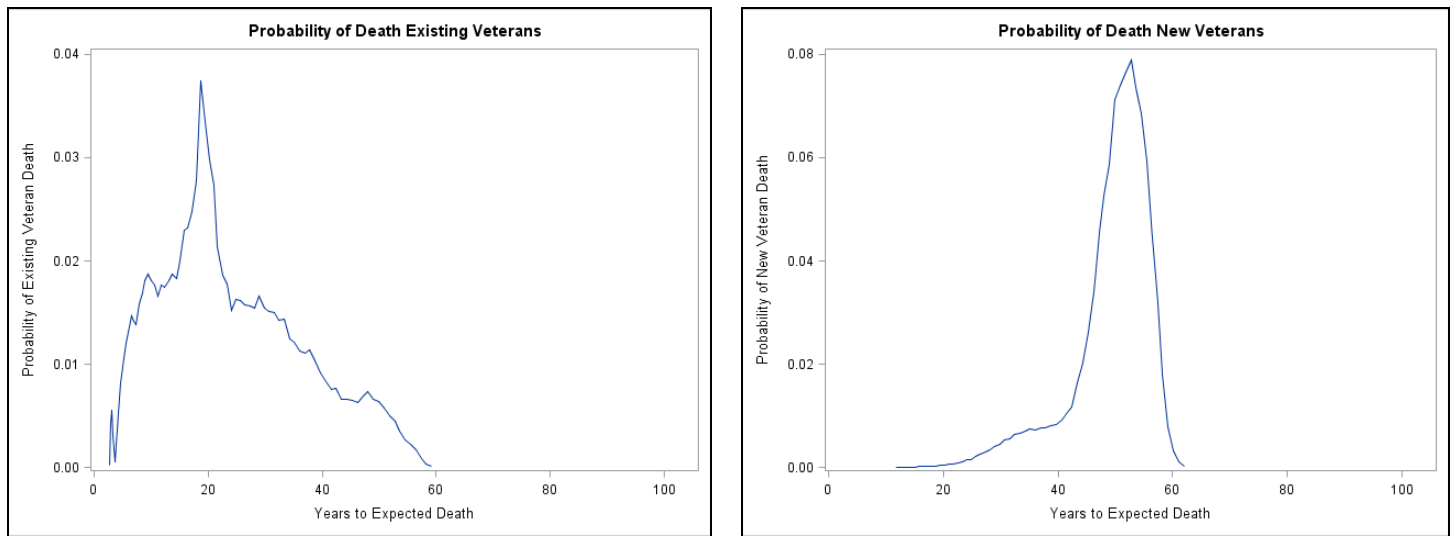 Probability of Death Existing Veterans
0.04
0.03
0.02
0.01
0.00
Probability of Existing Veteran Death
0 20 40 60 80 100
Years to Expected Death
Probability of Death New Veterans
0.08
0.06
0.04
0.02
0.00
Probability of New Veteran Death
0 20 40 60 80 100
Years to Expected Death